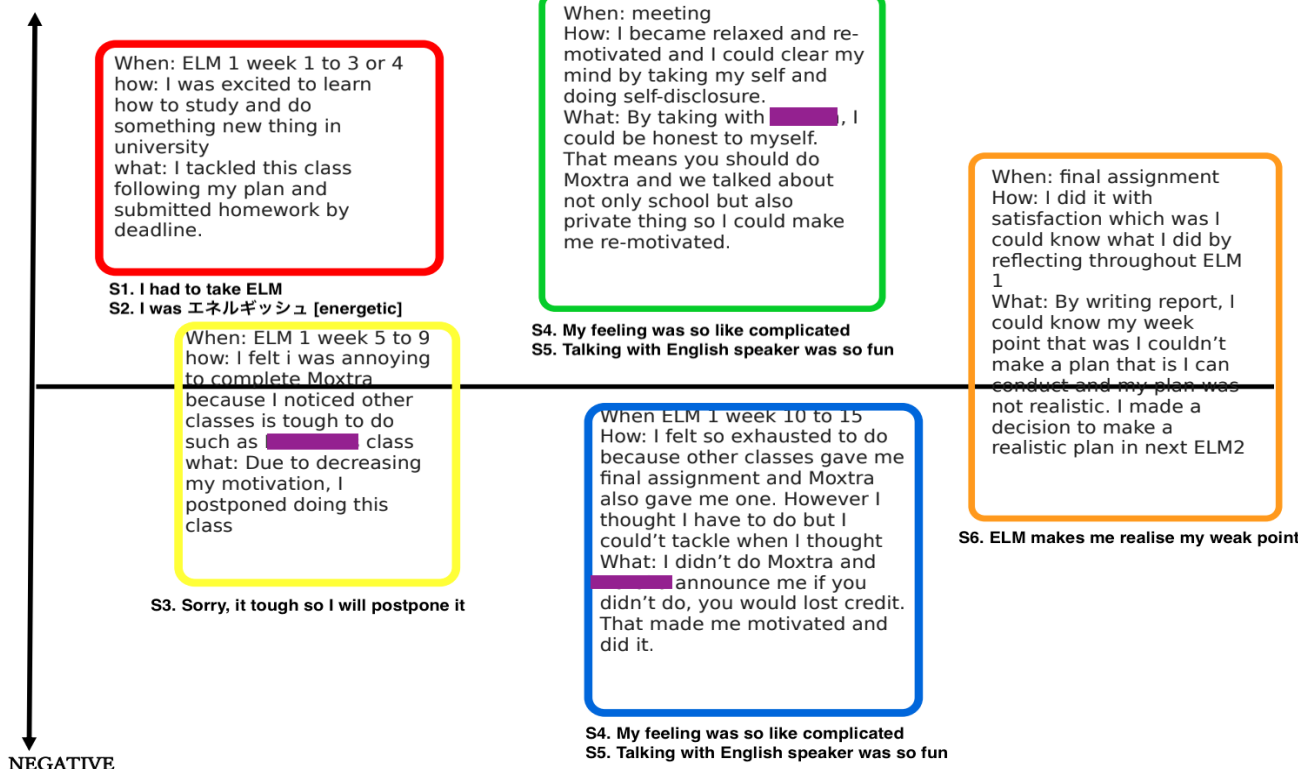 When: ELM 1 week 1 to 3 or 4
how: I was excited to learn
how to study and do
something new thing in
university
what: I tackled this class
following my plan and
submitted homework by
deadline.
S1. I had to take ELM
S2. I was エネルギッシュ [energetic]
When: ELM 1 week 5 to 9
how: I felt i was annoying
to complete Moxtra
because I noticed other
classes is tough to do
such as class
what: Due to decreasing
my motivation, I
postponed doing this
class
S3. Sorry, it tough so I will postpone it
When: meeting
How: I became relaxed and re-
motivated and I could clear my
mind by taking my self and
doing self-disclosure.
What: By taking with , I
could be honest to myself.
That means you should do
Moxtra and we talked about
not only school but also
private thing so I could make
me re-motivated.
S4. My feeling was so like complicated
S5. Talking with English speaker was so fun
When ELM 1 week 10 to 15
How: I felt so exhausted to do
because other classes gave me
final assignment and Moxtra
also gave me one. However I
thought I have to do but I
could’t tackle when I thought
What: I didn’t do Moxtra and
announce me if you
didn’t do, you would lost credit.
That made me motivated and
did it.
S4. My feeling was so like complicated
S5. Talking with English speaker was so fun
When: final assignment
How: I did it with
satisfaction which was I
could know what I did by
reflecting throughout ELM
1
What: By writing report, I
could know my week
point that was I couldn’t
make a plan that is I can
conduct and my plan was
not realistic. I made a
decision to make a
realistic plan in next ELM2
S6. ELM makes me realise my weak point
NEGATIVE